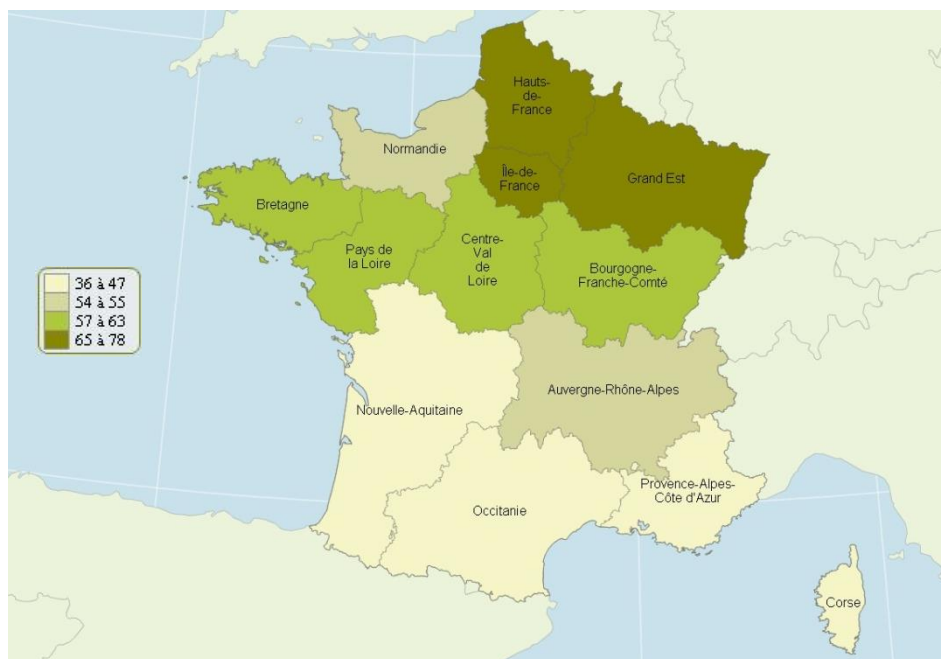 Hauts-
de-
France
Normandie
Île-de-
France
Grand Est
Bretagne
Pays de
la Loire
Centre-
Val
de
Loire
Bourgogne-
Franche-Comté
36 à 47
54 à 55
57 à 63
65 à 78
Auvergne-Rhône-Alpes
Nouvelle-Aquitaine
Provence-Alpes-
Côte d'Azur
Occitanie
Corse